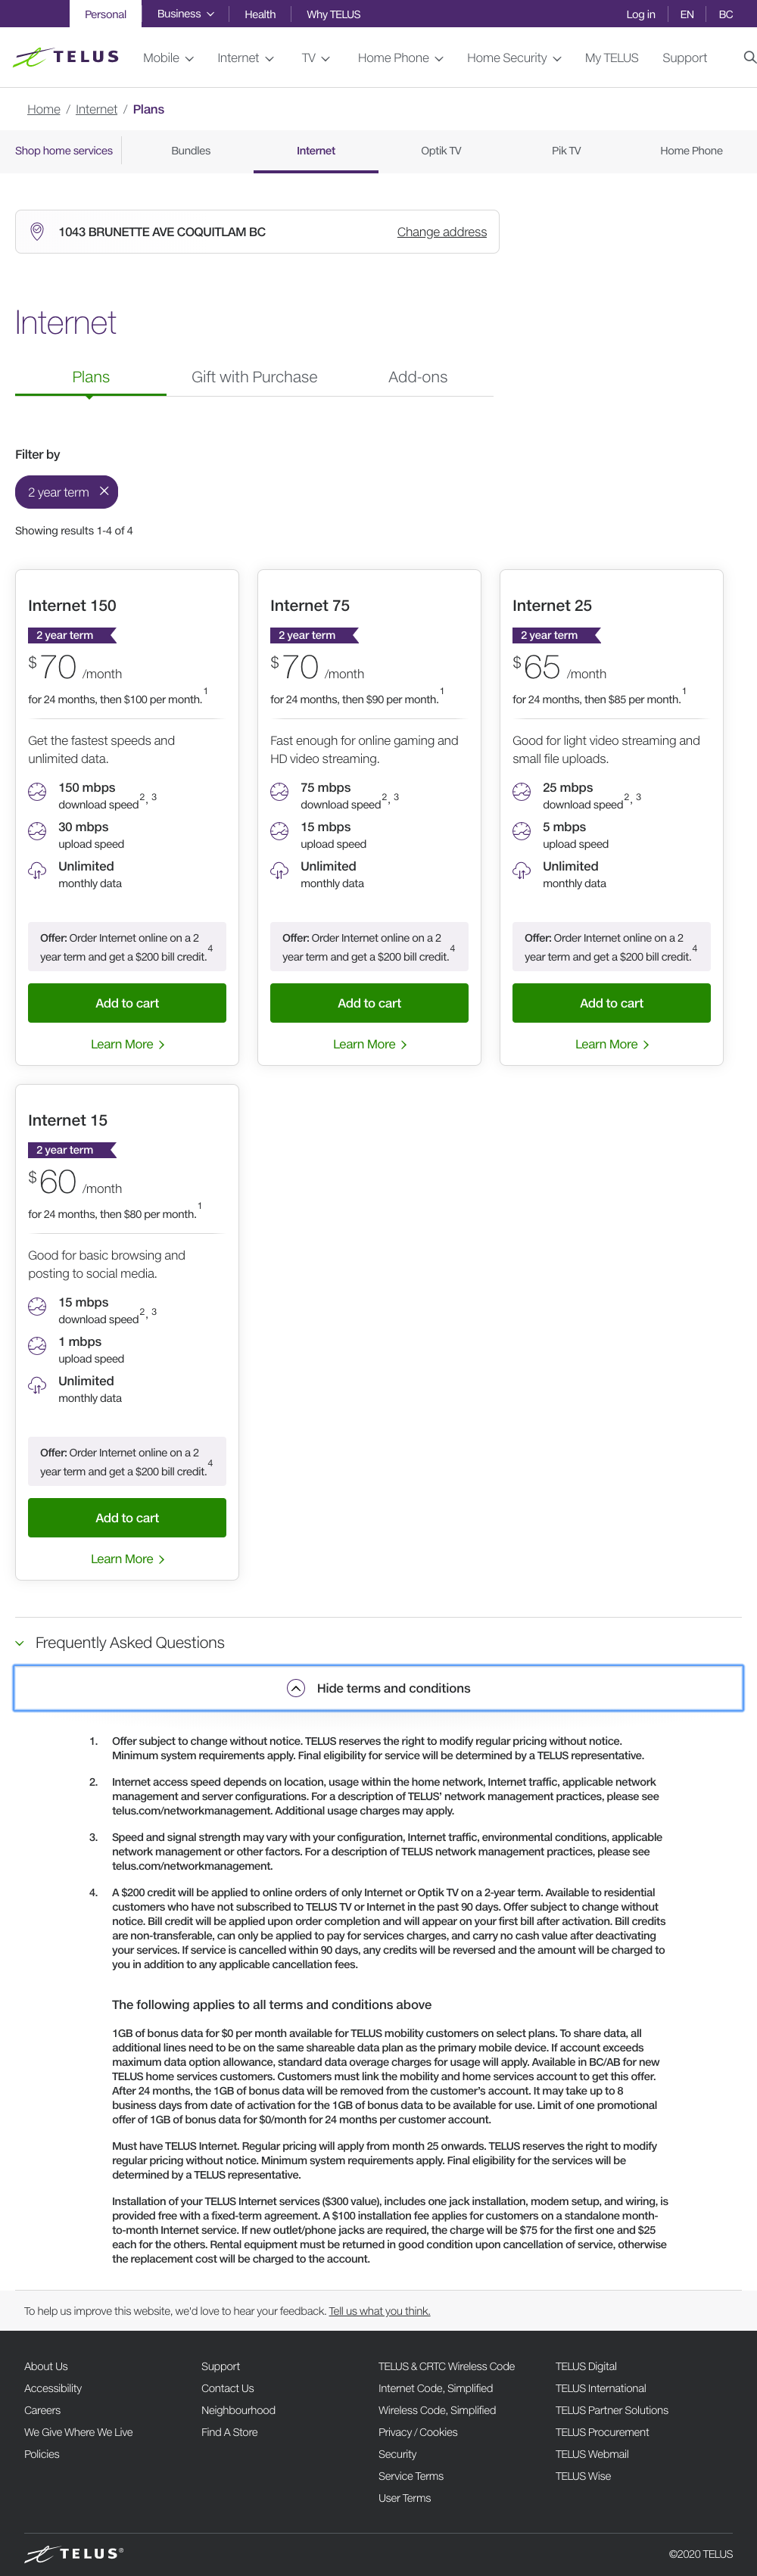 Personal Business Health Why TELUS Log in EN BC
TELUS Mobile Internet TV Home Phone Home Security My TELUS Support
Home / Internet / Plans
Shop home services Bundles Internet Optik TV Pik TV Home Phone
1043 BRUNETTE AVE COQUITLAM BC Change address
Internet
Plans Gift with Purchase Add-ons
Filter by
2 year term
Showing results 1-4 of 4
Internet 150
2 year term
$70 /month
for 24 months, then $100 per month.1
Get the fastest speeds and
unlimited data.
150 mbps
download speed2, 3
30 mbps
upload speed
Unlimited
monthly data
Offer: Order Internet online on a 2
year term and get a $200 bill credit.4
Add to cart
Learn More
Internet 75
2 year term
$70 /month
for 24 months, then $90 per month.1
Fast enough for online gaming and
HD video streaming.
75 mbps
download speed2, 3
15 mbps
upload speed
Unlimited
monthly data
Offer: Order Internet online on a 2
year term and get a $200 bill credit.4
Add to cart
Learn More
Internet 25
2 year term
$65 /month
for 24 months, then $85 per month.1
Good for light video streaming and
small file uploads.
25 mbps
download speed2, 3
5 mbps
upload speed
Unlimited
monthly data
Offer: Order Internet online on a 2
year term and get a $200 bill credit.4
Add to cart
Learn More
Internet 15
2 year term
$60 /month
for 24 months, then $80 per month.1
Good for basic browsing and
posting to social media.
15 mbps
download speed2, 3
1 mbps
upload speed
Unlimited
monthly data
Offer: Order Internet online on a 2
year term and get a $200 bill credit.4
Add to cart
Learn More
Frequently Asked Questions
Hide terms and conditions
1. Offer subject to change without notice. TELUS reserves the right to modify regular pricing without notice.
Minimum system requirements apply. Final eligibility for service will be determined by a TELUS representative.
2. Internet access speed depends on location, usage within the home network, Internet traffic, applicable network
management and server configurations. For a description of TELUS' network management practices, please see
telus.com/networkmanagement. Additional usage charges may apply.
3. Speed and signal strength may vary with your configuration, Internet traffic, environmental conditions, applicable
network management or other factors. For a description of TELUS network management practices, please see
telus.com/networkmanagement.
4. A $200 credit will be applied to online orders of only Internet or Optik TV on a 2-year term. Available to residential
customers who have not subscribed to TELUS TV or Internet in the past 90 days. Offer subject to change without
notice. Bill credit will be applied upon order completion and will appear on your first bill after activation. Bill credits
are non-transferable, can only be applied to pay for services charges, and carry no cash value after deactivating
your services. If service is cancelled within 90 days, any credits will be reversed and the amount will be charged to
you in addition to any applicable cancellation fees.
The following applies to all terms and conditions above
1GB of bonus data for $0 per month available for TELUS mobility customers on select plans. To share data, all
additional lines need to be on the same shareable data plan as the primary mobile device. If account exceeds
maximum data option allowance, standard data overage charges for usage will apply. Available in BC/AB for new
TELUS home services customers. Customers must link the mobility and home services account to get this offer.
After 24 months, the 1GB of bonus data will be removed from the customer's account. It may take up to 8
business days from date of activation for the 1GB of bonus data to be available for use. Limit of one promotional
offer of 1GB of bonus data for $0/month for 24 months per customer account.
Must have TELUS Internet. Regular pricing will apply from month 25 onwards. TELUS reserves the right to modify
regular pricing without notice. Minimum system requirements apply. Final eligibility for the services will be
determined by a TELUS representative.
Installation of your TELUS Internet services ($300 value), includes one jack installation, modem setup, and wiring, is
provided free with a fixed-term agreement. A $100 installation fee applies for customers on a standalone month-
to-month Internet service. If new outlet/phone jacks are required, the charge will be $75 for the first one and $25
each for the others. Rental equipment must be returned in good condition upon cancellation of service, otherwise
the replacement cost will be charged to the account.
To help us improve this website, we'd love to hear your feedback. Tell us what you think.
About Us
Accessibility
Careers
We Give Where We Live
Policies
Support
Contact Us
Neighbourhood
Find A Store
TELUS & CRTC Wireless Code
Internet Code, Simplified
Wireless Code, Simplified
Privacy / Cookies
Security
Service Terms
User Terms
TELUS Digital
TELUS International
TELUS Partner Solutions
TELUS Procurement
TELUS Webmail
TELUS Wise
TELUS® ©2020 TELUS